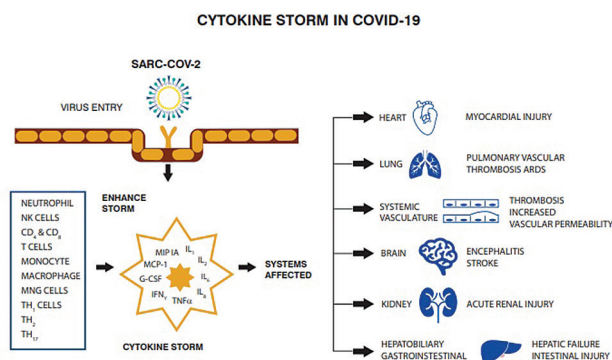 CYTOKINE STORM IN COVID-19
SARC-COV-2
VIRUS ENTRY
NEUTROPHIL
NK CELLS
CD₄ & CD₈
T CELLS
MONOCYTE
MACROPHAGE
MNG CELLS
TH₁ CELLS
TH₂
TH₁₇
ENHANCE
STORM
MIP IA IL₁
MCP-1 IL₂
G-CSF IL₆
IFNᵧ TNFα IL₈
CYTOKINE STORM
SYSTEMS
AFFECTED
HEART
MYOCARDIAL INJURY
LUNG
PULMONARY VASCULAR
THROMBOSIS ARDS
SYSTEMIC
VASCULATURE
THROMBOSIS
INCREASED
VASCULAR PERMEABILITY
BRAIN
ENCEPHALITIS
STROKE
KIDNEY
ACUTE RENAL INJURY
HEPATOBILIARY
GASTROINSTESTINAL
HEPATIC FAILURE
INTESTINAL INJURY